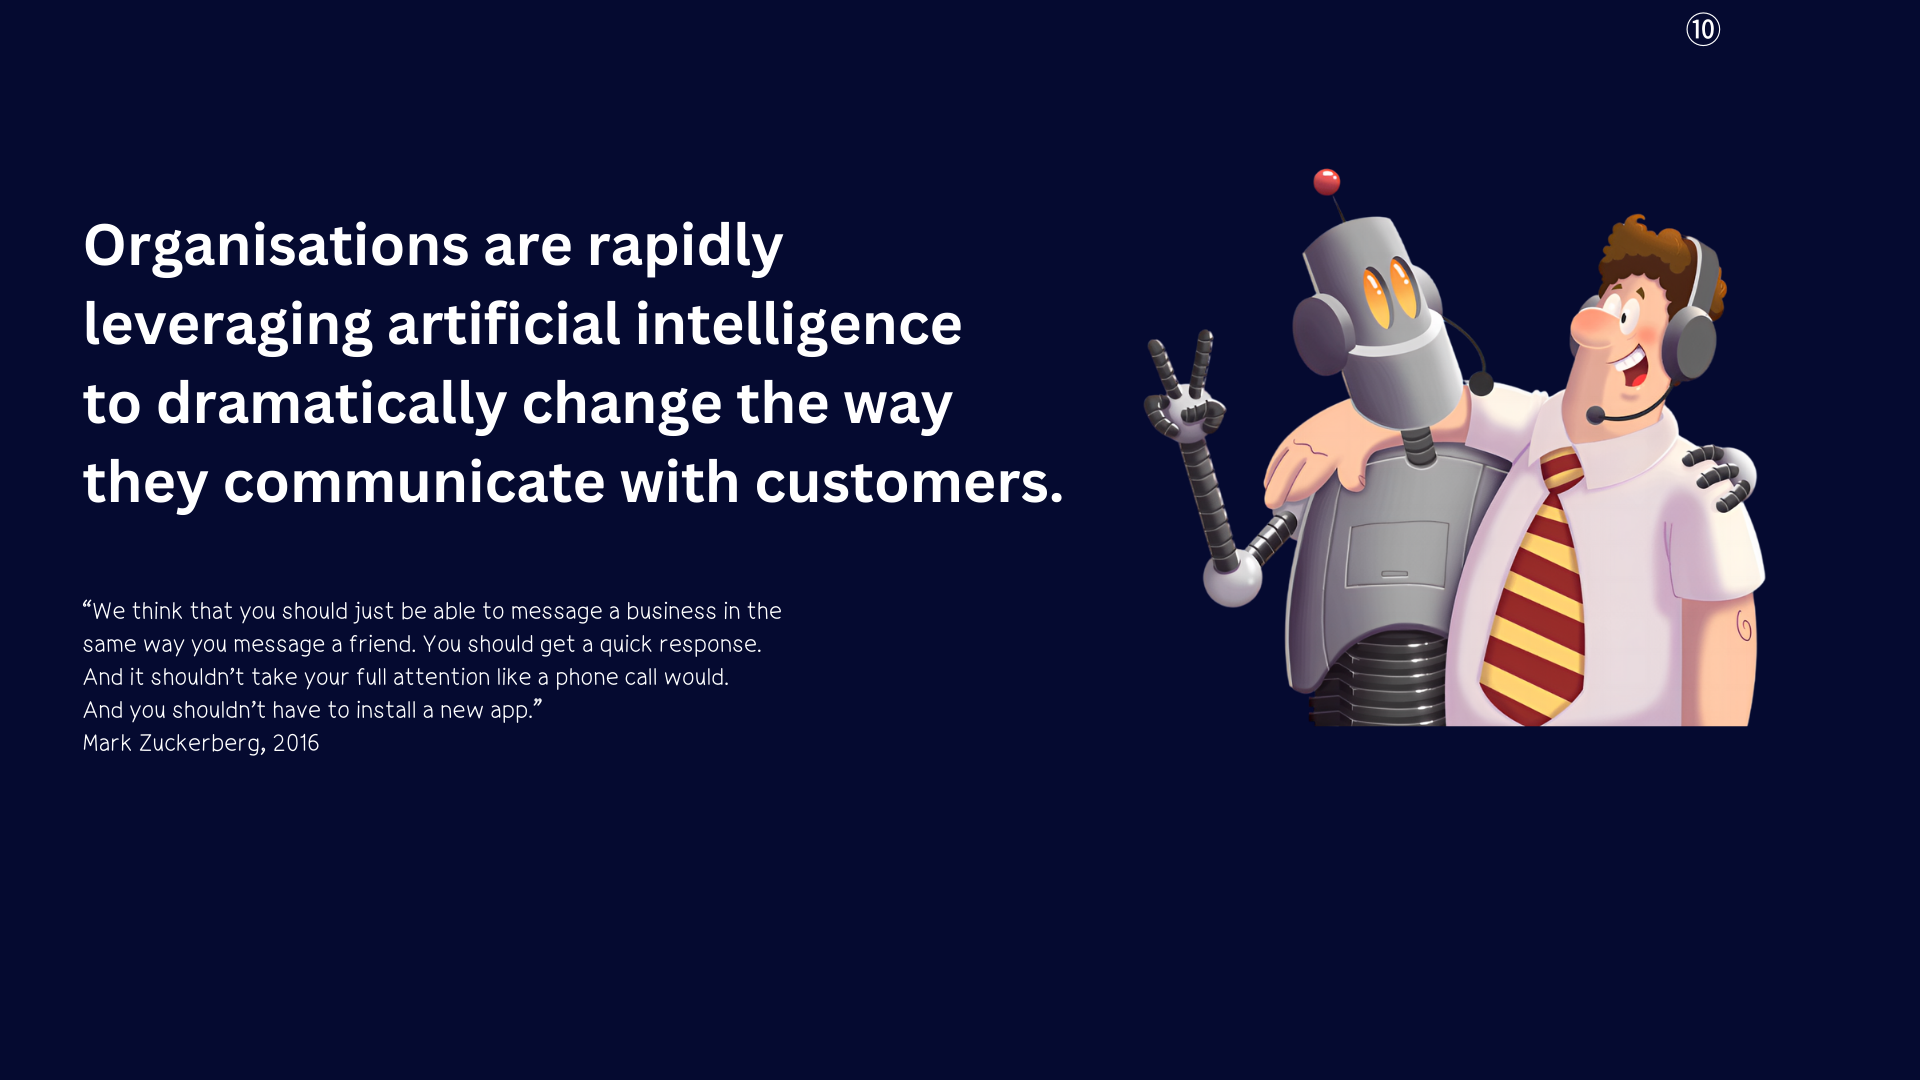 ⑩
Organisations are rapidly
leveraging artificial intelligence
to dramatically change the way
they communicate with customers.
“We think that you should just be able to message a business in the
same way you message a friend. You should get a quick response.
And it shouldn’t take your full attention like a phone call would.
And you shouldn’t have to install a new app.”
Mark Zuckerberg, 2016